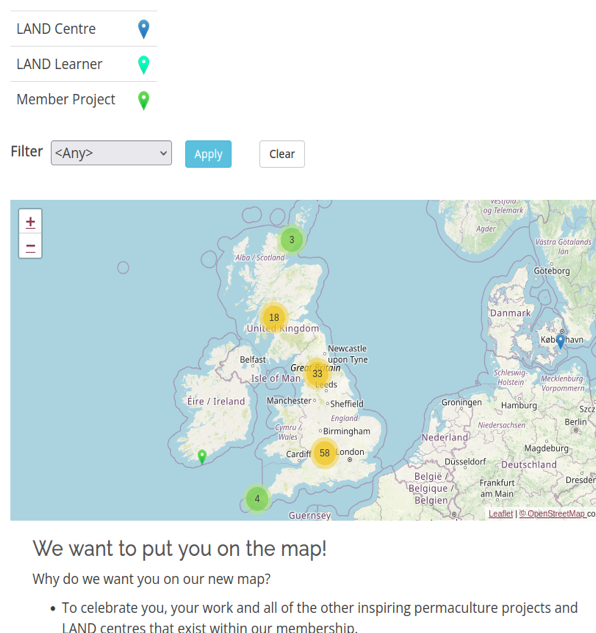 LAND Centre
LAND Learner
Member Project
Filter <Any> Apply Clear
+
−
Vestfold
og Telemark
Agder
Västra Götalands
län
Göteborg
3
Alba / Scotland
Danmark
18
United Kingdom
København
Newcastle
upon Tyne
Belfast
Great Britain
Isle of Man
33
Leeds
Schleswig-
Holstein
Mecklenburg-
Vorpommern
Éire / Ireland
Manchester
Sheffield
Groningen
Hamburg
Szcz
England
Niedersachsen
Berlin
Cymru /
Wales
Birmingham
Nederland
Magdeburg
Cardiff
58
London
Düsseldorf
Deutschland
België /
Belgique /
Belgien
Dresden
Frankfurt
am Main
4
Guernsey
Leaflet | © OpenStreetMap co
We want to put you on the map!
Why do we want you on our new map?
• To celebrate you, your work and all of the other inspiring permaculture projects and
LAND centres that exist within our membership.